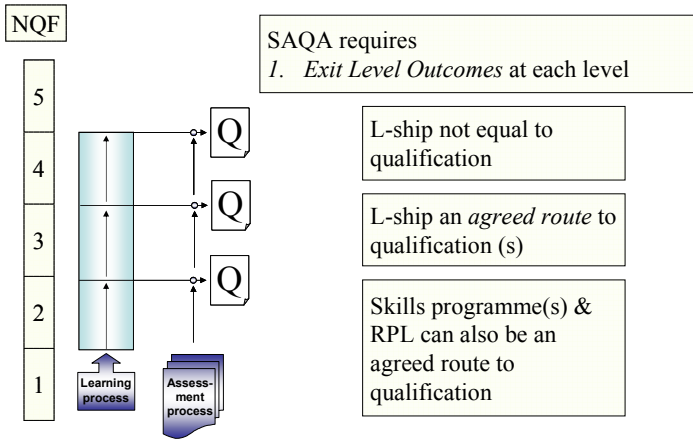 NQF
5
4
3
2
1
Learning
process
Assess-
ment
process
Q
Q
Q
SAQA requires
1. Exit Level Outcomes at each level
L-ship not equal to
qualification
L-ship an agreed route to
qualification (s)
Skills programme(s) &
RPL can also be an
agreed route to
qualification